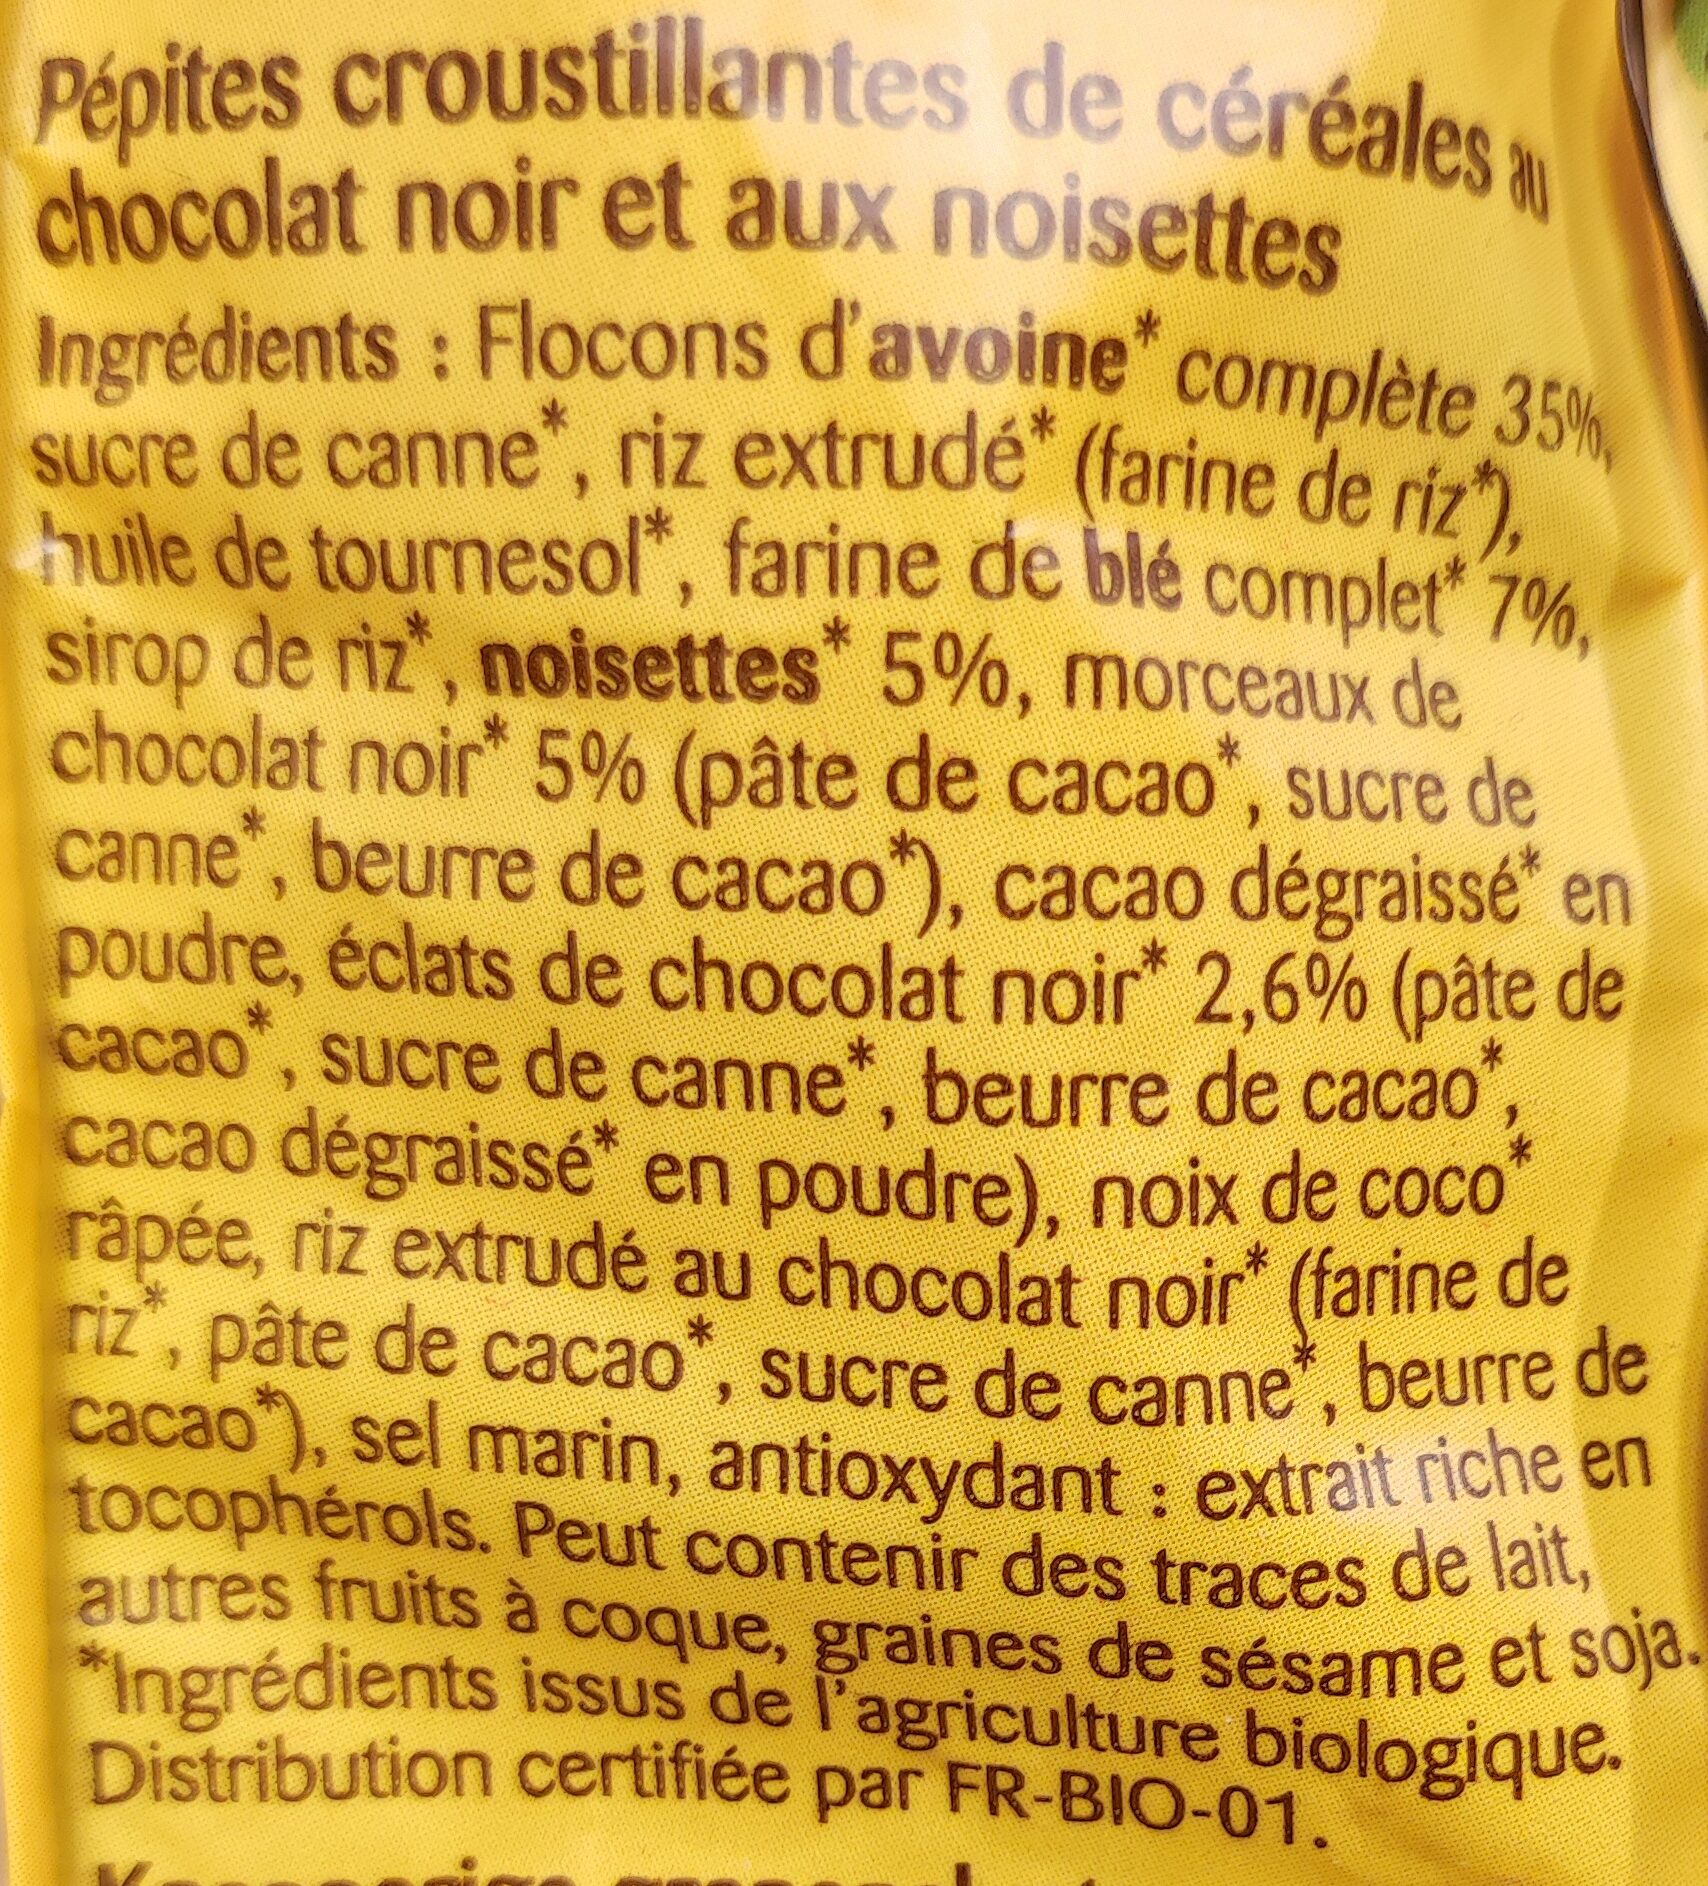 Pépites croustillantes de céréales au
chocolat noir et aux noisettes
Ingrédients : Flocons d'avoine* complète 35%,
sucre de canne*, riz extrudé* (farine de riz*),
huile de tournesol*, farine de blé complet* 7%,
sirop de riz*, noisettes* 5%, morceaux de
chocolat noir* 5% (pâte de cacao*, sucre de
canne*, beurre de cacao*), cacao dégraissé* en
poudre, éclats de chocolat noir* 2,6% (pâte de
cacao*, sucre de canne*, beurre de cacao*,
cacao dégraissé* en poudre), noix de coco*
râpée, riz extrudé au chocolat noir* (farine de
riz*, pâte de cacao*, sucre de canne*, beurre de
cacao*), sel marin, antioxydant : extrait riche en
tocophérols. Peut contenir des traces de lait,
autres fruits à coque, graines de sésame et soja.
*Ingrédients issus de l'agriculture biologique.
Distribution certifiée par FR-BIO-01.